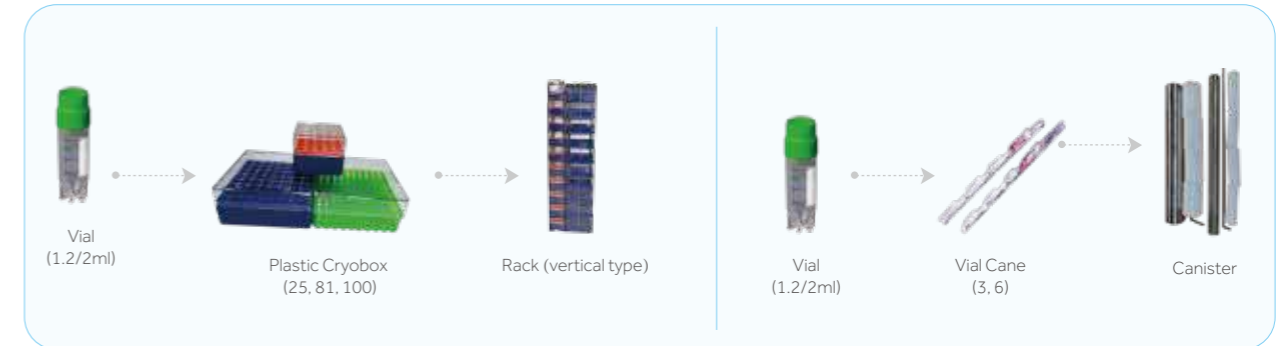 Vial
(1.2/2ml)
Plastic Cryobox
(25, 81, 100)
Rack (vertical type)
Vial
(1.2/2ml)
Vial Cane
(3, 6)
Canister